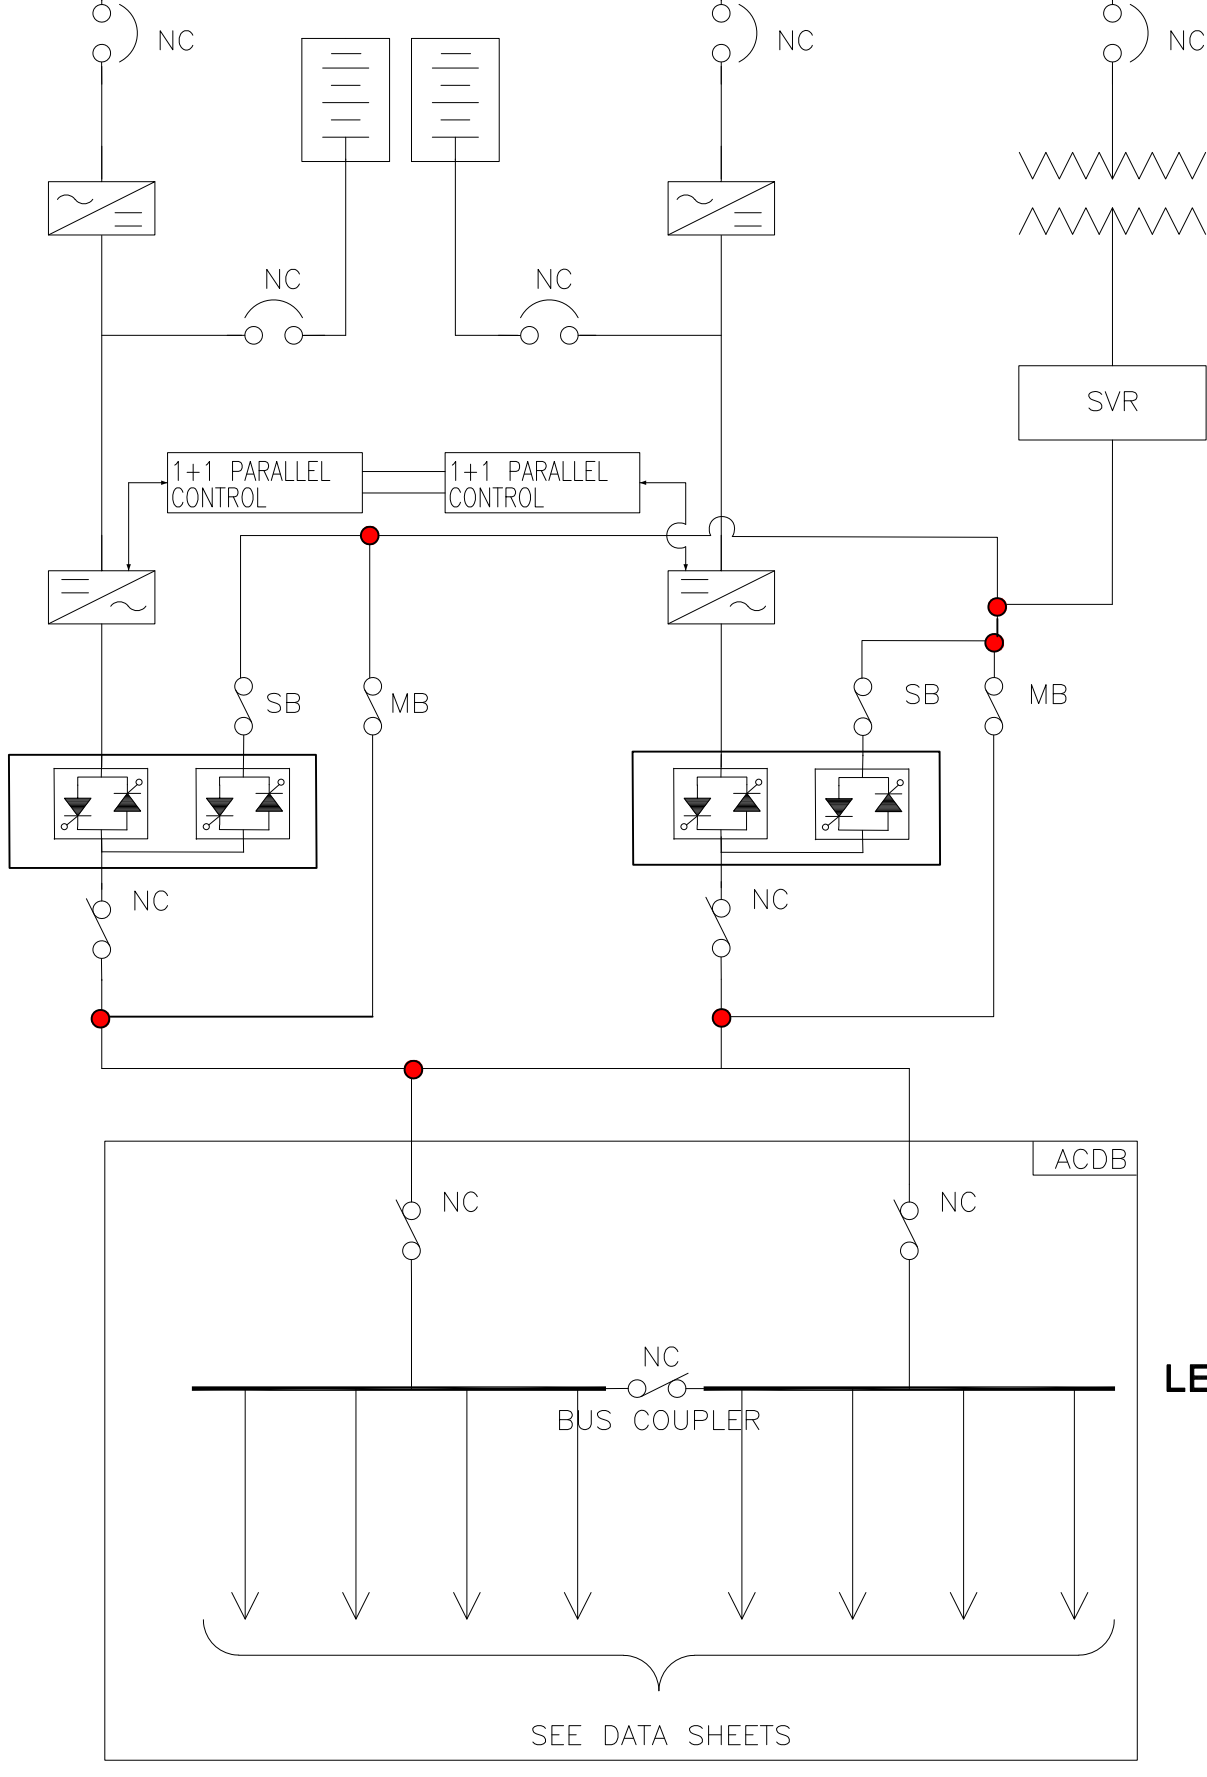 NC
NC
NC
NC
NC
SVR
1+1 PARALLEL
CONTROL
1+1 PARALLEL
CONTROL
SB
MB
SB
MB
NC
NC
ACDB
NC
NC
NC
BUS COUPLER
LE
SEE DATA SHEETS